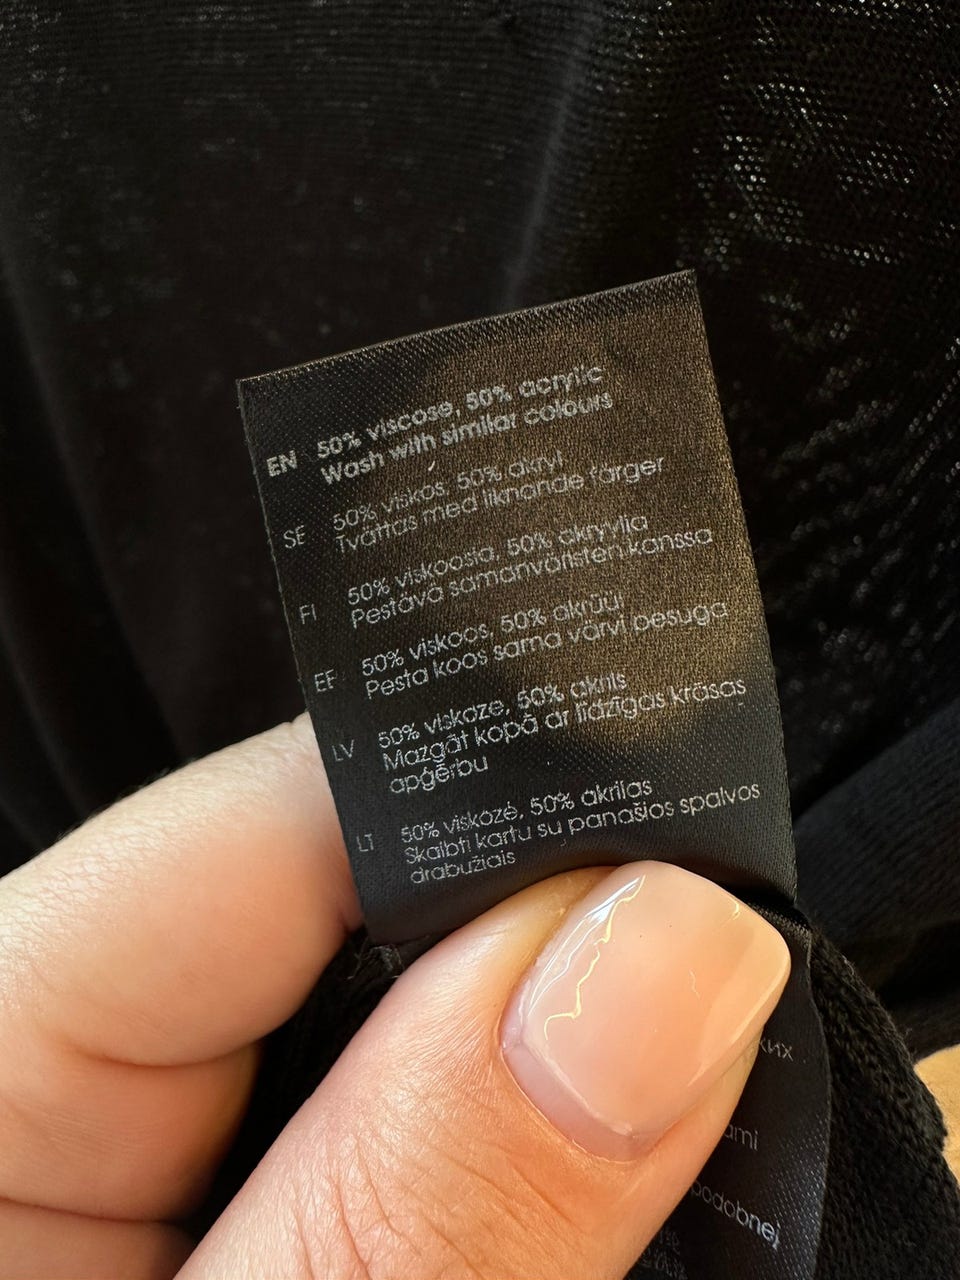 EN 50% viscose, 50% acrylic
Wash with similar colours
SE 50% viskos, 50% akryl
Tvättas med liknande färger
FI 50% viskoosia, 50% akryylia
Pestävä samanväristen kanssa
EE 50% viskoos, 50% akrüül
Pesta koos sama värvi pesuga
LV 50% viskoze, 50% akrils
Mazgāt kopā ar līdzīgas krāsas
apģērbu
LT 50% viskozė, 50% akrilas
Skalbti kartu su panašios spalvos
drabužiais
ких
ami
podobnej